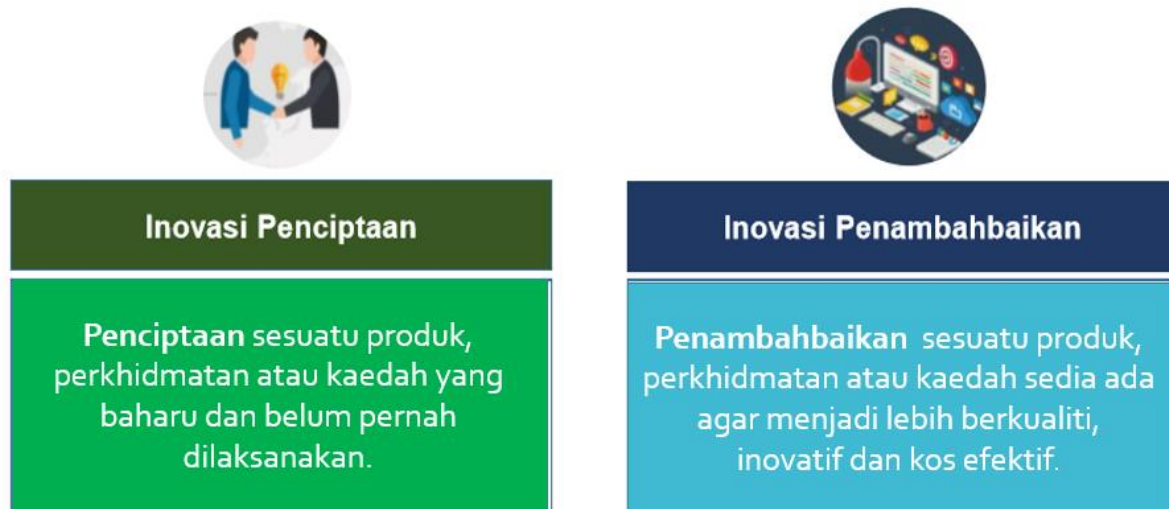 Inovasi Penciptaan
Penciptaan sesuatu produk,
perkhidmatan atau kaedah yang
baharu dan belum pernah
dilaksanakan.
Inovasi Penambahbaikan
Penambahbaikan sesuatu produk,
perkhidmatan atau kaedah sedia ada
agar menjadi lebih berkualiti,
inovatif dan kos efektif.